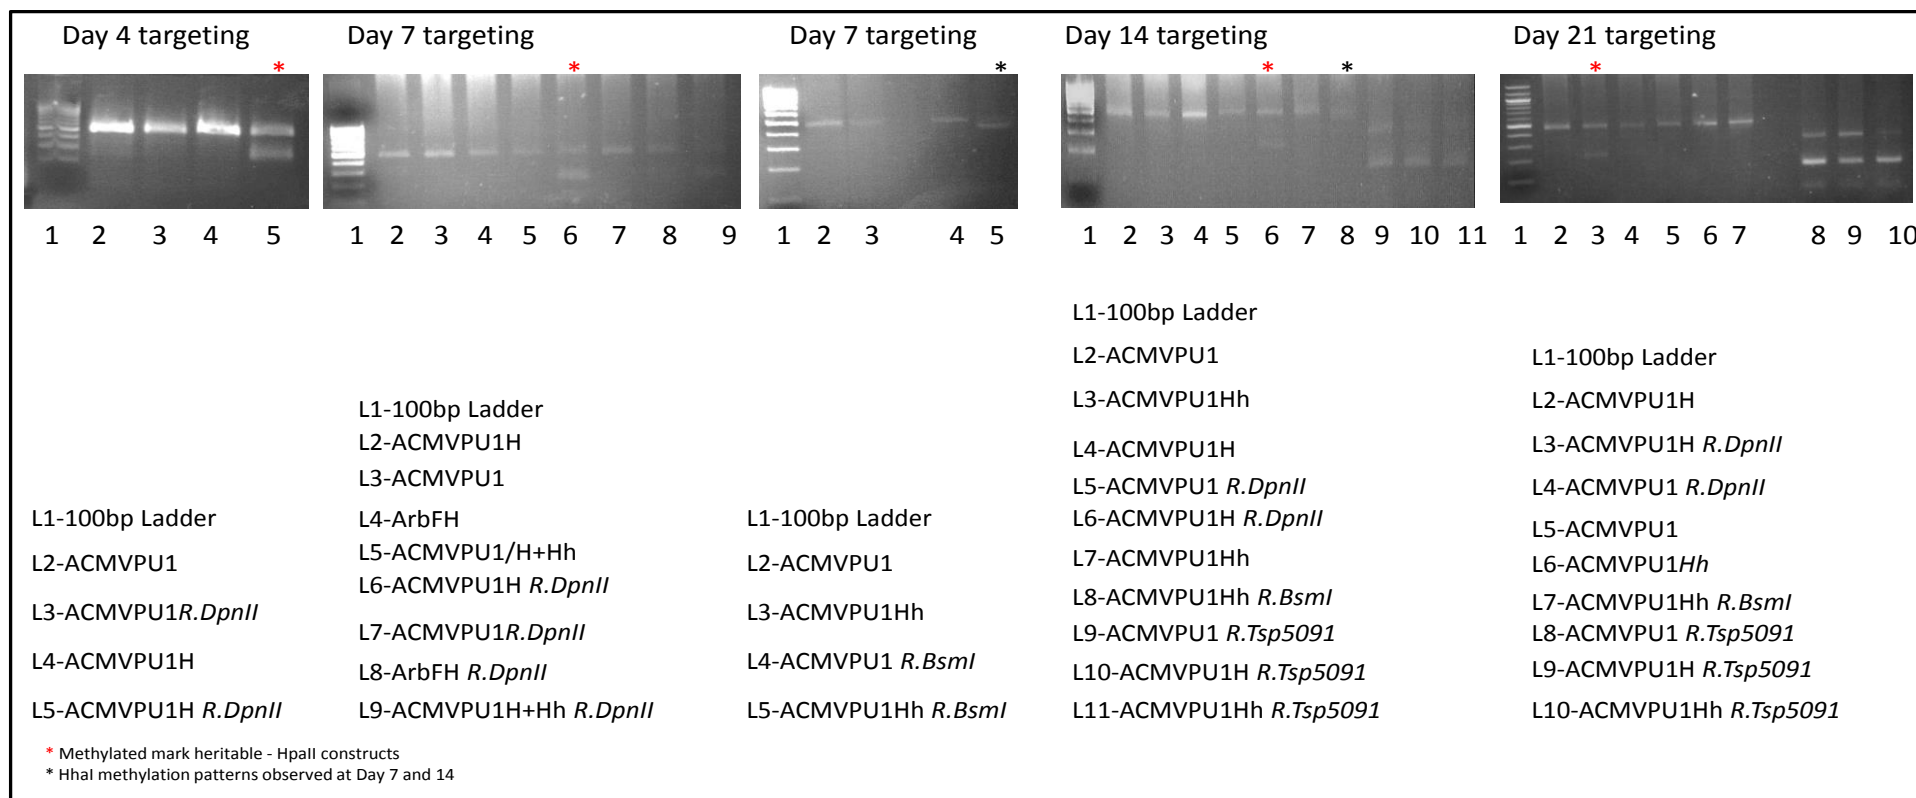 Day 4 targeting
*
1 2 3 4 5
L1-100bp Ladder
L2-ACMVPU1
L3-ACMVPU1R.DpnII
L4-ACMVPU1H
L5-ACMVPU1H R.DpnII
Day 7 targeting
*
1 2 3 4 5 6 7 8 9
L1-100bp Ladder
L2-ACMVPU1H
L3-ACMVPU1
L4-ArbFH
L5-ACMVPU1/H+Hh
L6-ACMVPU1H R.DpnII
L7-ACMVPU1R.DpnII
L8-ArbFH R.DpnII
L9-ACMVPU1H+Hh R.DpnII
Day 7 targeting
*
1 2 3 4 5
L1-100bp Ladder
L2-ACMVPU1
L3-ACMVPU1Hh
L4-ACMVPU1 R.BsmI
L5-ACMVPU1Hh R.BsmI
Day 14 targeting
* *
1 2 3 4 5 6 7 8 9 10 11
L1-100bp Ladder
L2-ACMVPU1
L3-ACMVPU1Hh
L4-ACMVPU1H
L5-ACMVPU1 R.DpnII
L6-ACMVPU1H R.DpnII
L7-ACMVPU1Hh
L8-ACMVPU1Hh R.BsmI
L9-ACMVPU1 R.Tsp5091
L10-ACMVPU1H R.Tsp5091
L11-ACMVPU1Hh R.Tsp5091
Day 21 targeting
*
1 2 3 4 5 6 7 8 9 10
L1-100bp Ladder
L2-ACMVPU1H
L3-ACMVPU1H R.DpnII
L4-ACMVPU1 R.DpnII
L5-ACMVPU1
L6-ACMVPU1Hh
L7-ACMVPU1Hh R.BsmI
L8-ACMVPU1 R.Tsp5091
L9-ACMVPU1H R.Tsp5091
L10-ACMVPU1Hh R.Tsp5091
* Methylated mark heritable - HpaII constructs
* HhaI methylation patterns observed at Day 7 and 14